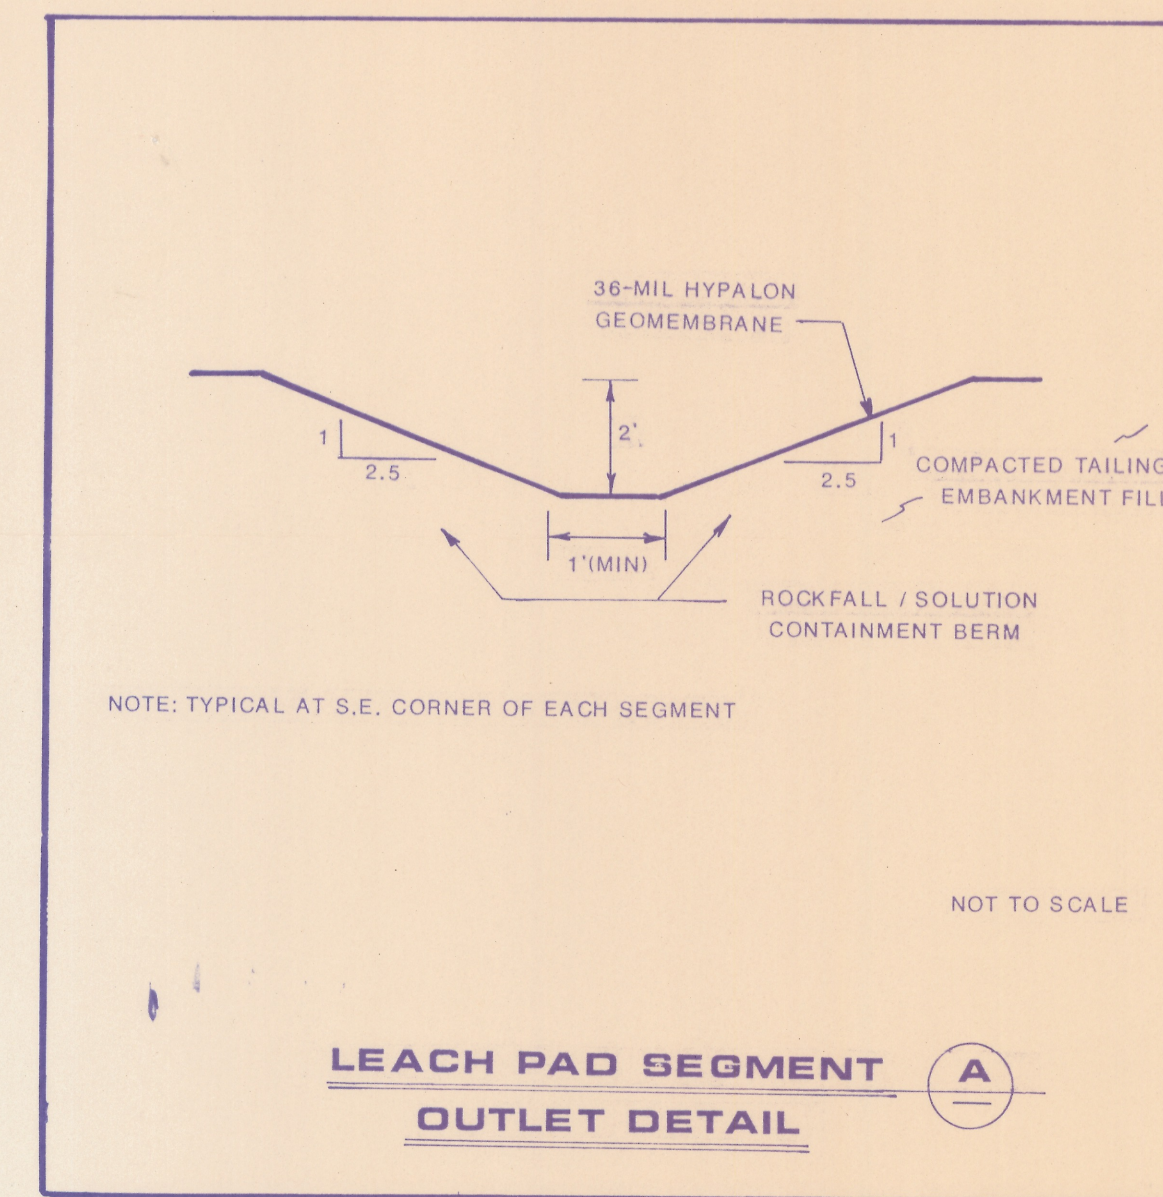 36-MIL HYPALON
GEOMEMBRANE
2'
1
2.5
1
2.5
COMPACTED TAILING
EMBANKMENT FILL
1'(MIN)
ROCKFALL / SOLUTION
CONTAINMENT BERM
NOTE: TYPICAL AT S.E. CORNER OF EACH SEGMENT
NOT TO SCALE
LEACH PAD SEGMENT
OUTLET DETAIL
A